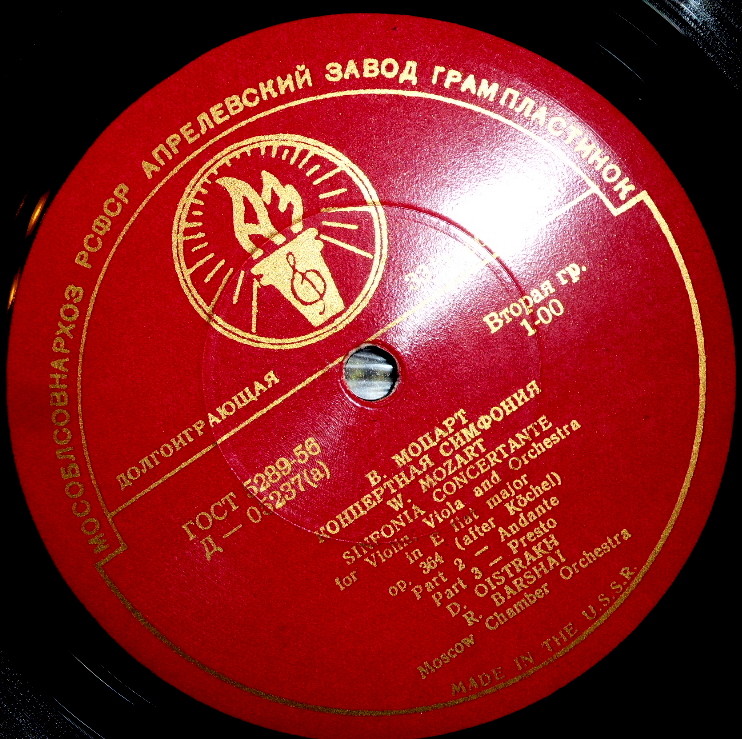 МОСОБЛСОВНАРХОЗ РСФСР АПРЕЛЕВСКИЙ ЗАВОД ГРАМПЛАСТИНОК
АЗ
ДОЛГОИГРАЮЩАЯ 33
Вторая гр.
1-00
ГОСТ 5289-56
Д — 05237(а)
В. МОЦАРТ
КОНЦЕРТНАЯ СИМФОНИЯ
W. MOZART
SINFONIA CONCERTANTE
for Violin, Viola and Orchestra
in E flat major
op. 364 (after Köchel)
Part 2 — Andante
Part 3 — Presto
D. OISTRAKH
R. BARSHAI
Moscow Chamber Orchestra
MADE IN THE U.S.S.R.